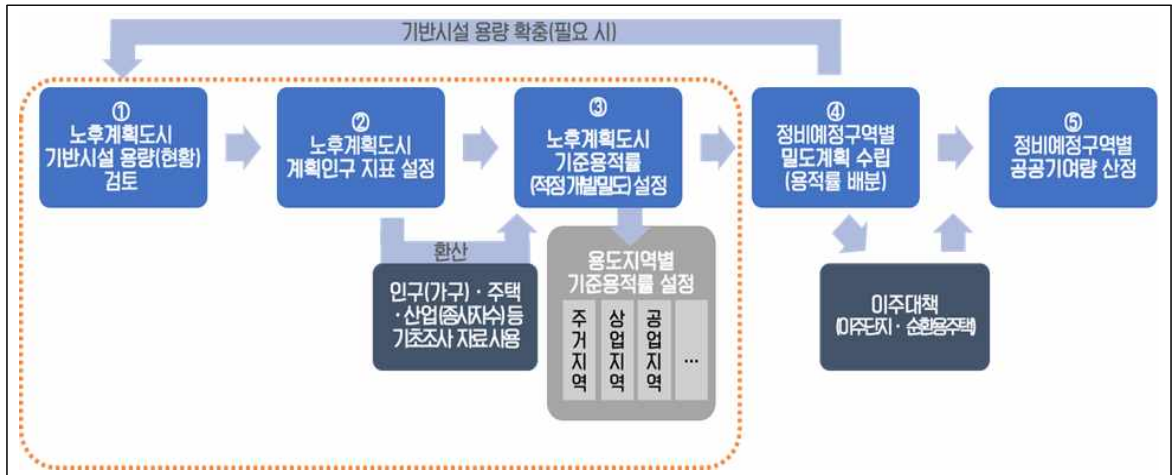 기반시설 용량 확충(필요 시)
①
노후계획도시
기반시설 용량(현황)
검토
②
노후계획도시
계획인구 지표 설정
③
노후계획도시
기준용적률
(적정개발밀도) 설정
④
정비예정구역별
밀도계획 수립
(용적률 배분)
⑤
정비예정구역별
공공기여량 산정
환산
인구(가구)·주택
·산업(종사자수) 등
기초조사 자료 사용
용도지역별
기준용적률 설정
주거지역
상업지역
공업지역
...
이주대책
(이주단지·순환용주택)